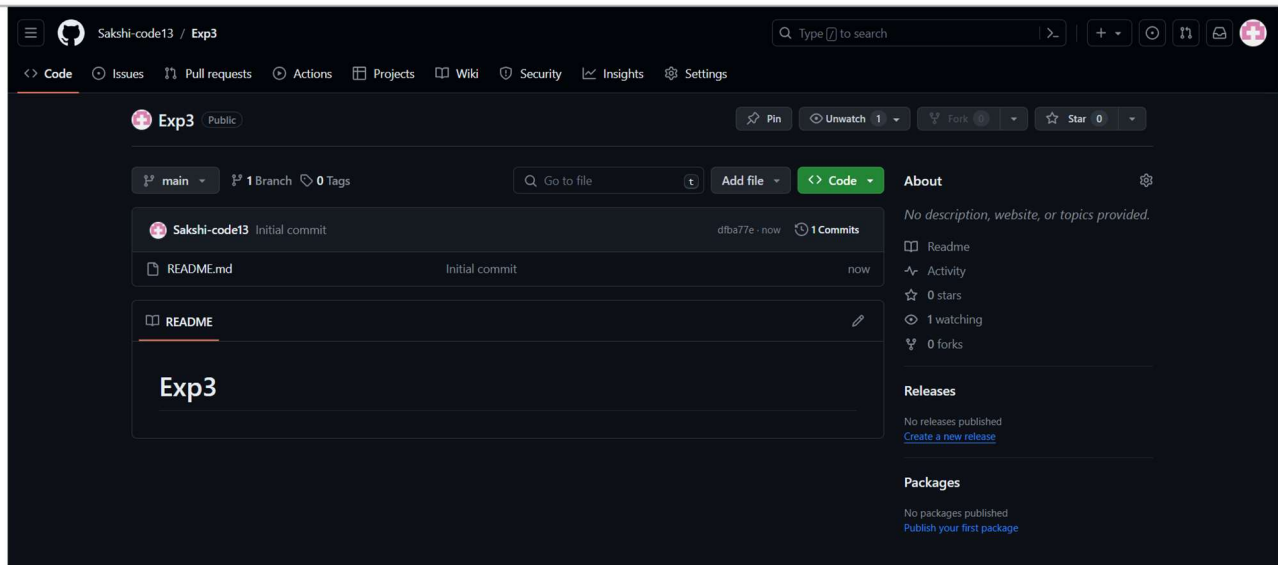 Sakshi-code13 / Exp3
Type / to search
Code Issues Pull requests Actions Projects Wiki Security Insights Settings
Exp3 Public
Pin Unwatch 1 Fork 0 Star 0
main 1 Branch 0 Tags
Go to file t Add file Code
Sakshi-code13 Initial commit dfba77e · now 1 Commits
README.md Initial commit now
README
Exp3
About
No description, website, or topics provided.
Readme
Activity
0 stars
1 watching
0 forks
Releases
No releases published
Create a new release
Packages
No packages published
Publish your first package